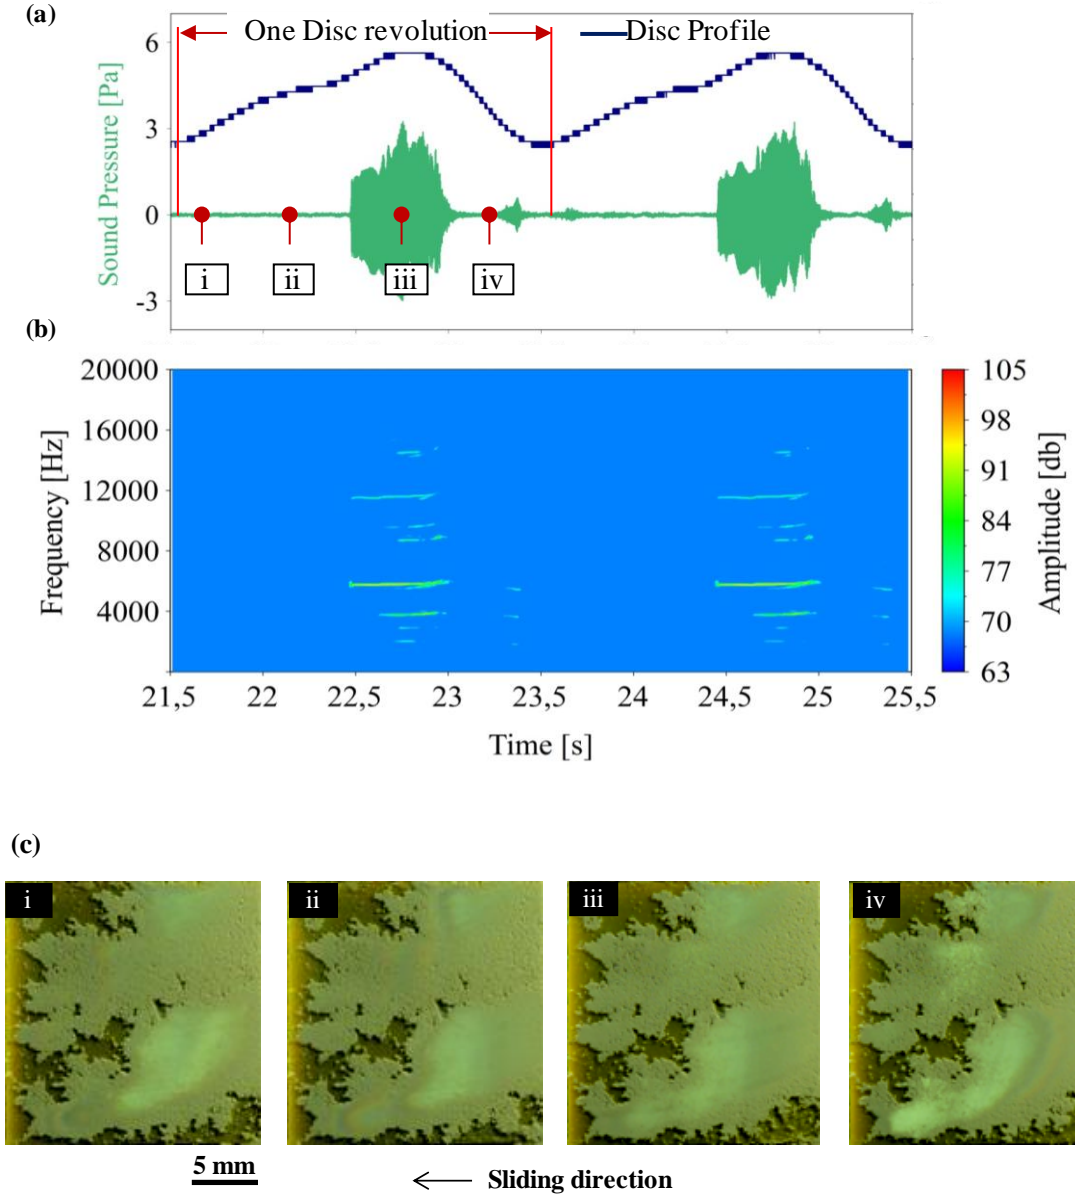 (a)
One Disc revolution
Disc Profile
Sound Pressure [Pa]
6
3
0
-3
i
ii
iii
iv
(b)
Frequency [Hz]
20000
16000
12000
8000
4000
21,5 22 22,5 23 23,5 24 24,5 25 25,5
Time [s]
105
98
91
84
77
70
63
Amplitude [db]
(c)
i
ii
iii
iv
5 mm
Sliding direction